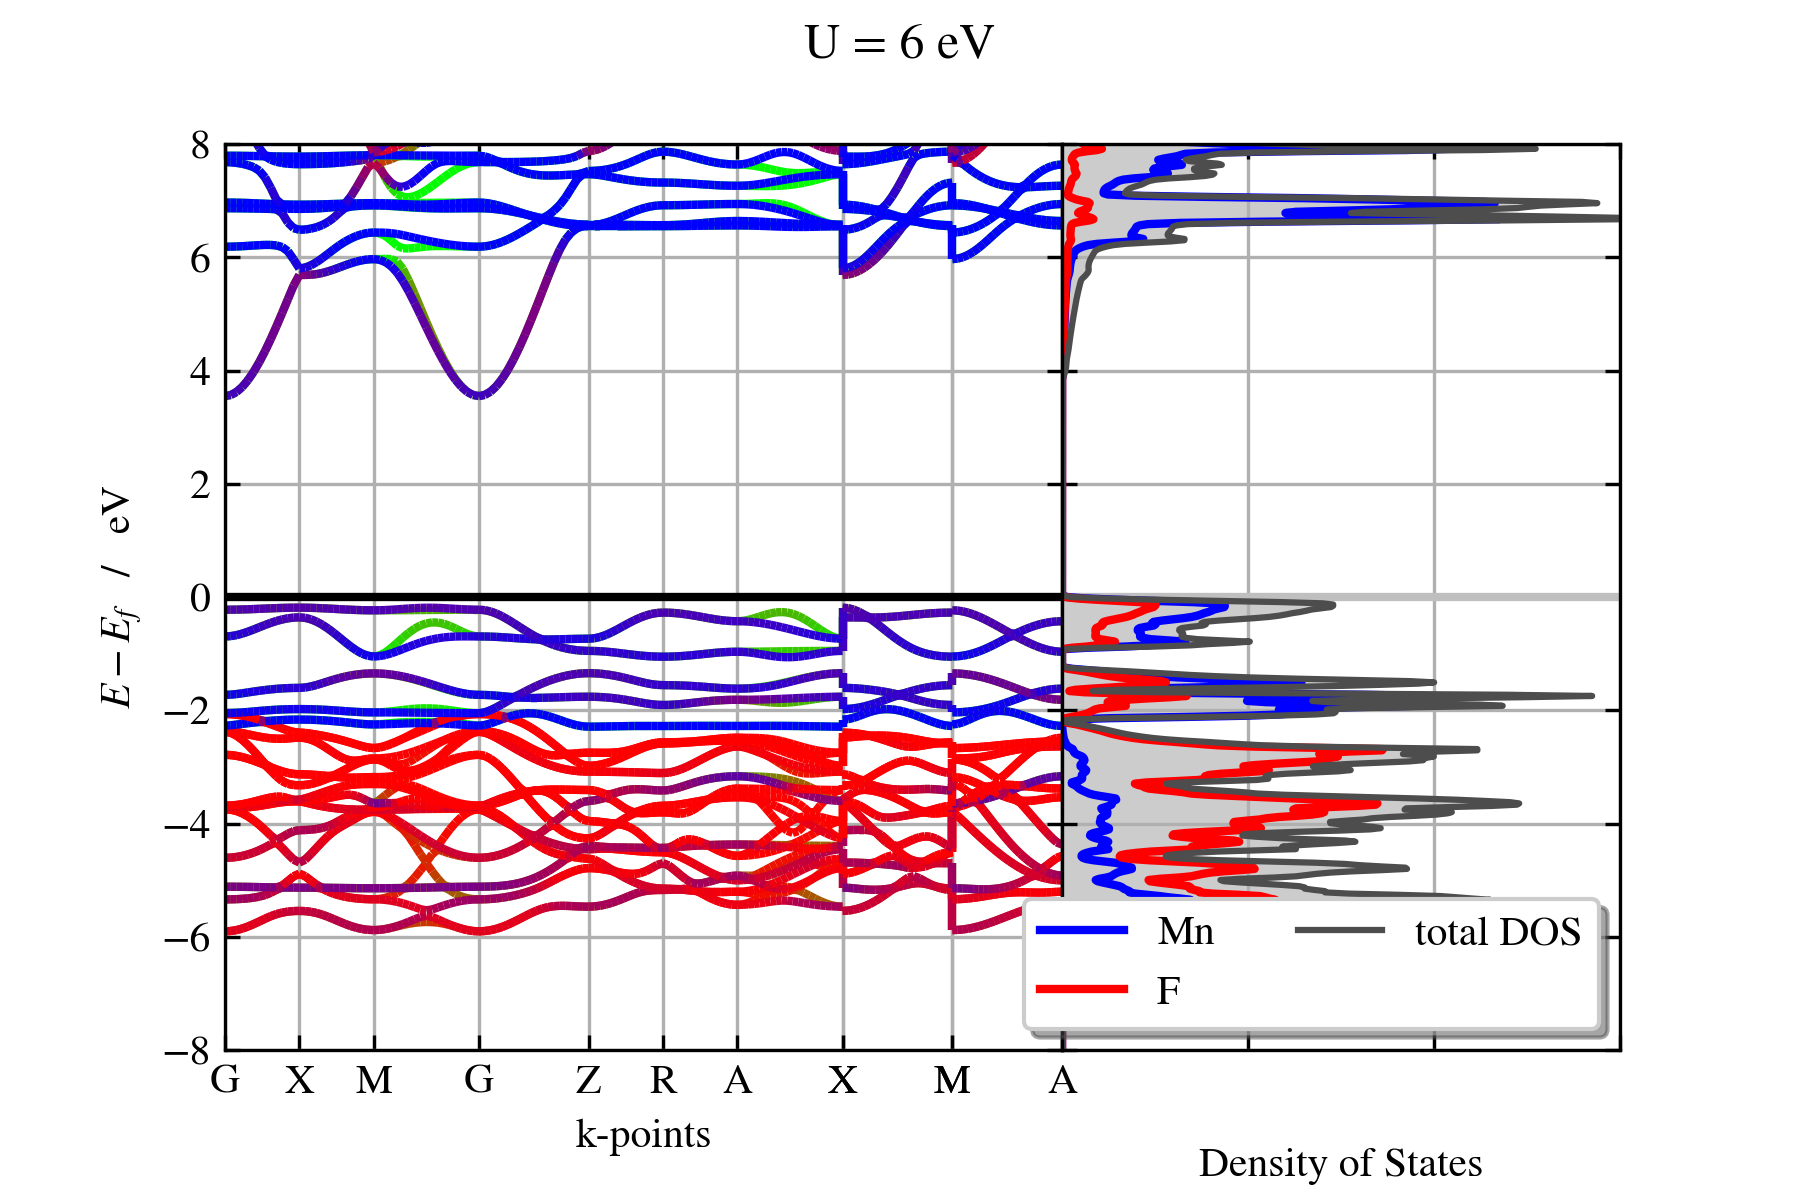 U = 6 eV
8
6
4
2
0
−2
−4
−6
−8
E − E_f / eV
G X M G Z R A X M A
k-points
Mn
total DOS
F
Density of States